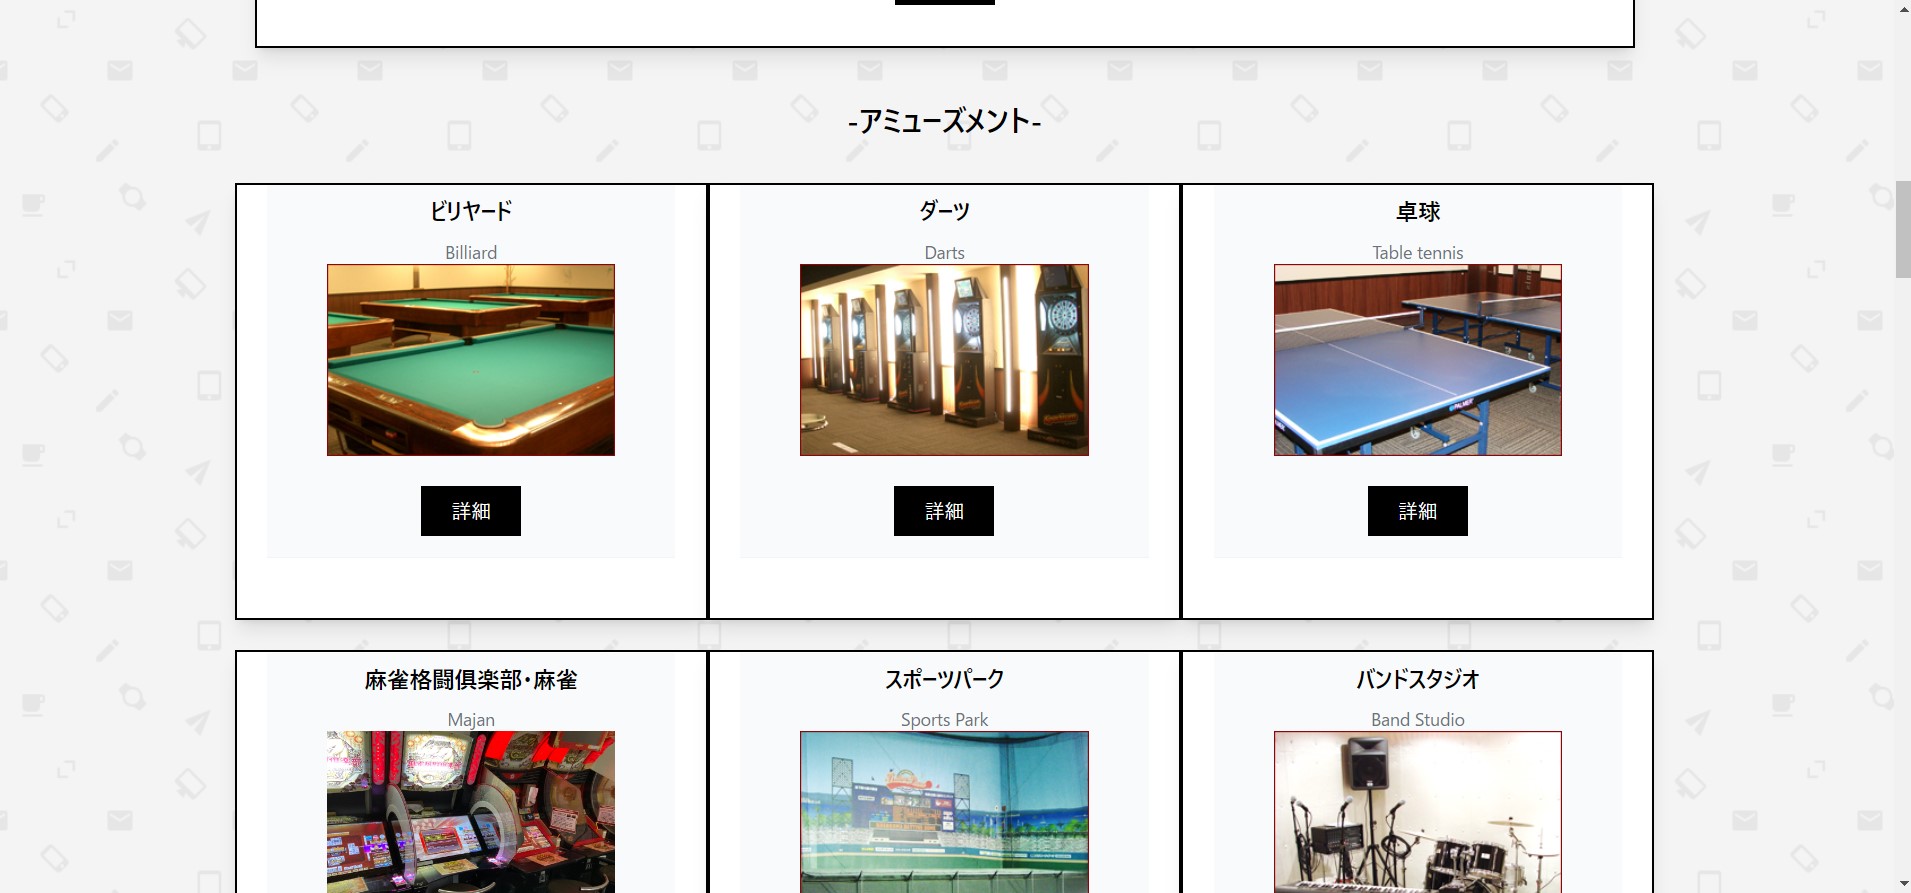 -アミューズメント-
ビリヤード
Billiard
ダーツ
Darts
卓球
Table tennis
PALMER
詳細
詳細
詳細
麻雀格闘倶楽部・麻雀
Majan
スポーツパーク
Sports Park
バンドスタジオ
Band Studio